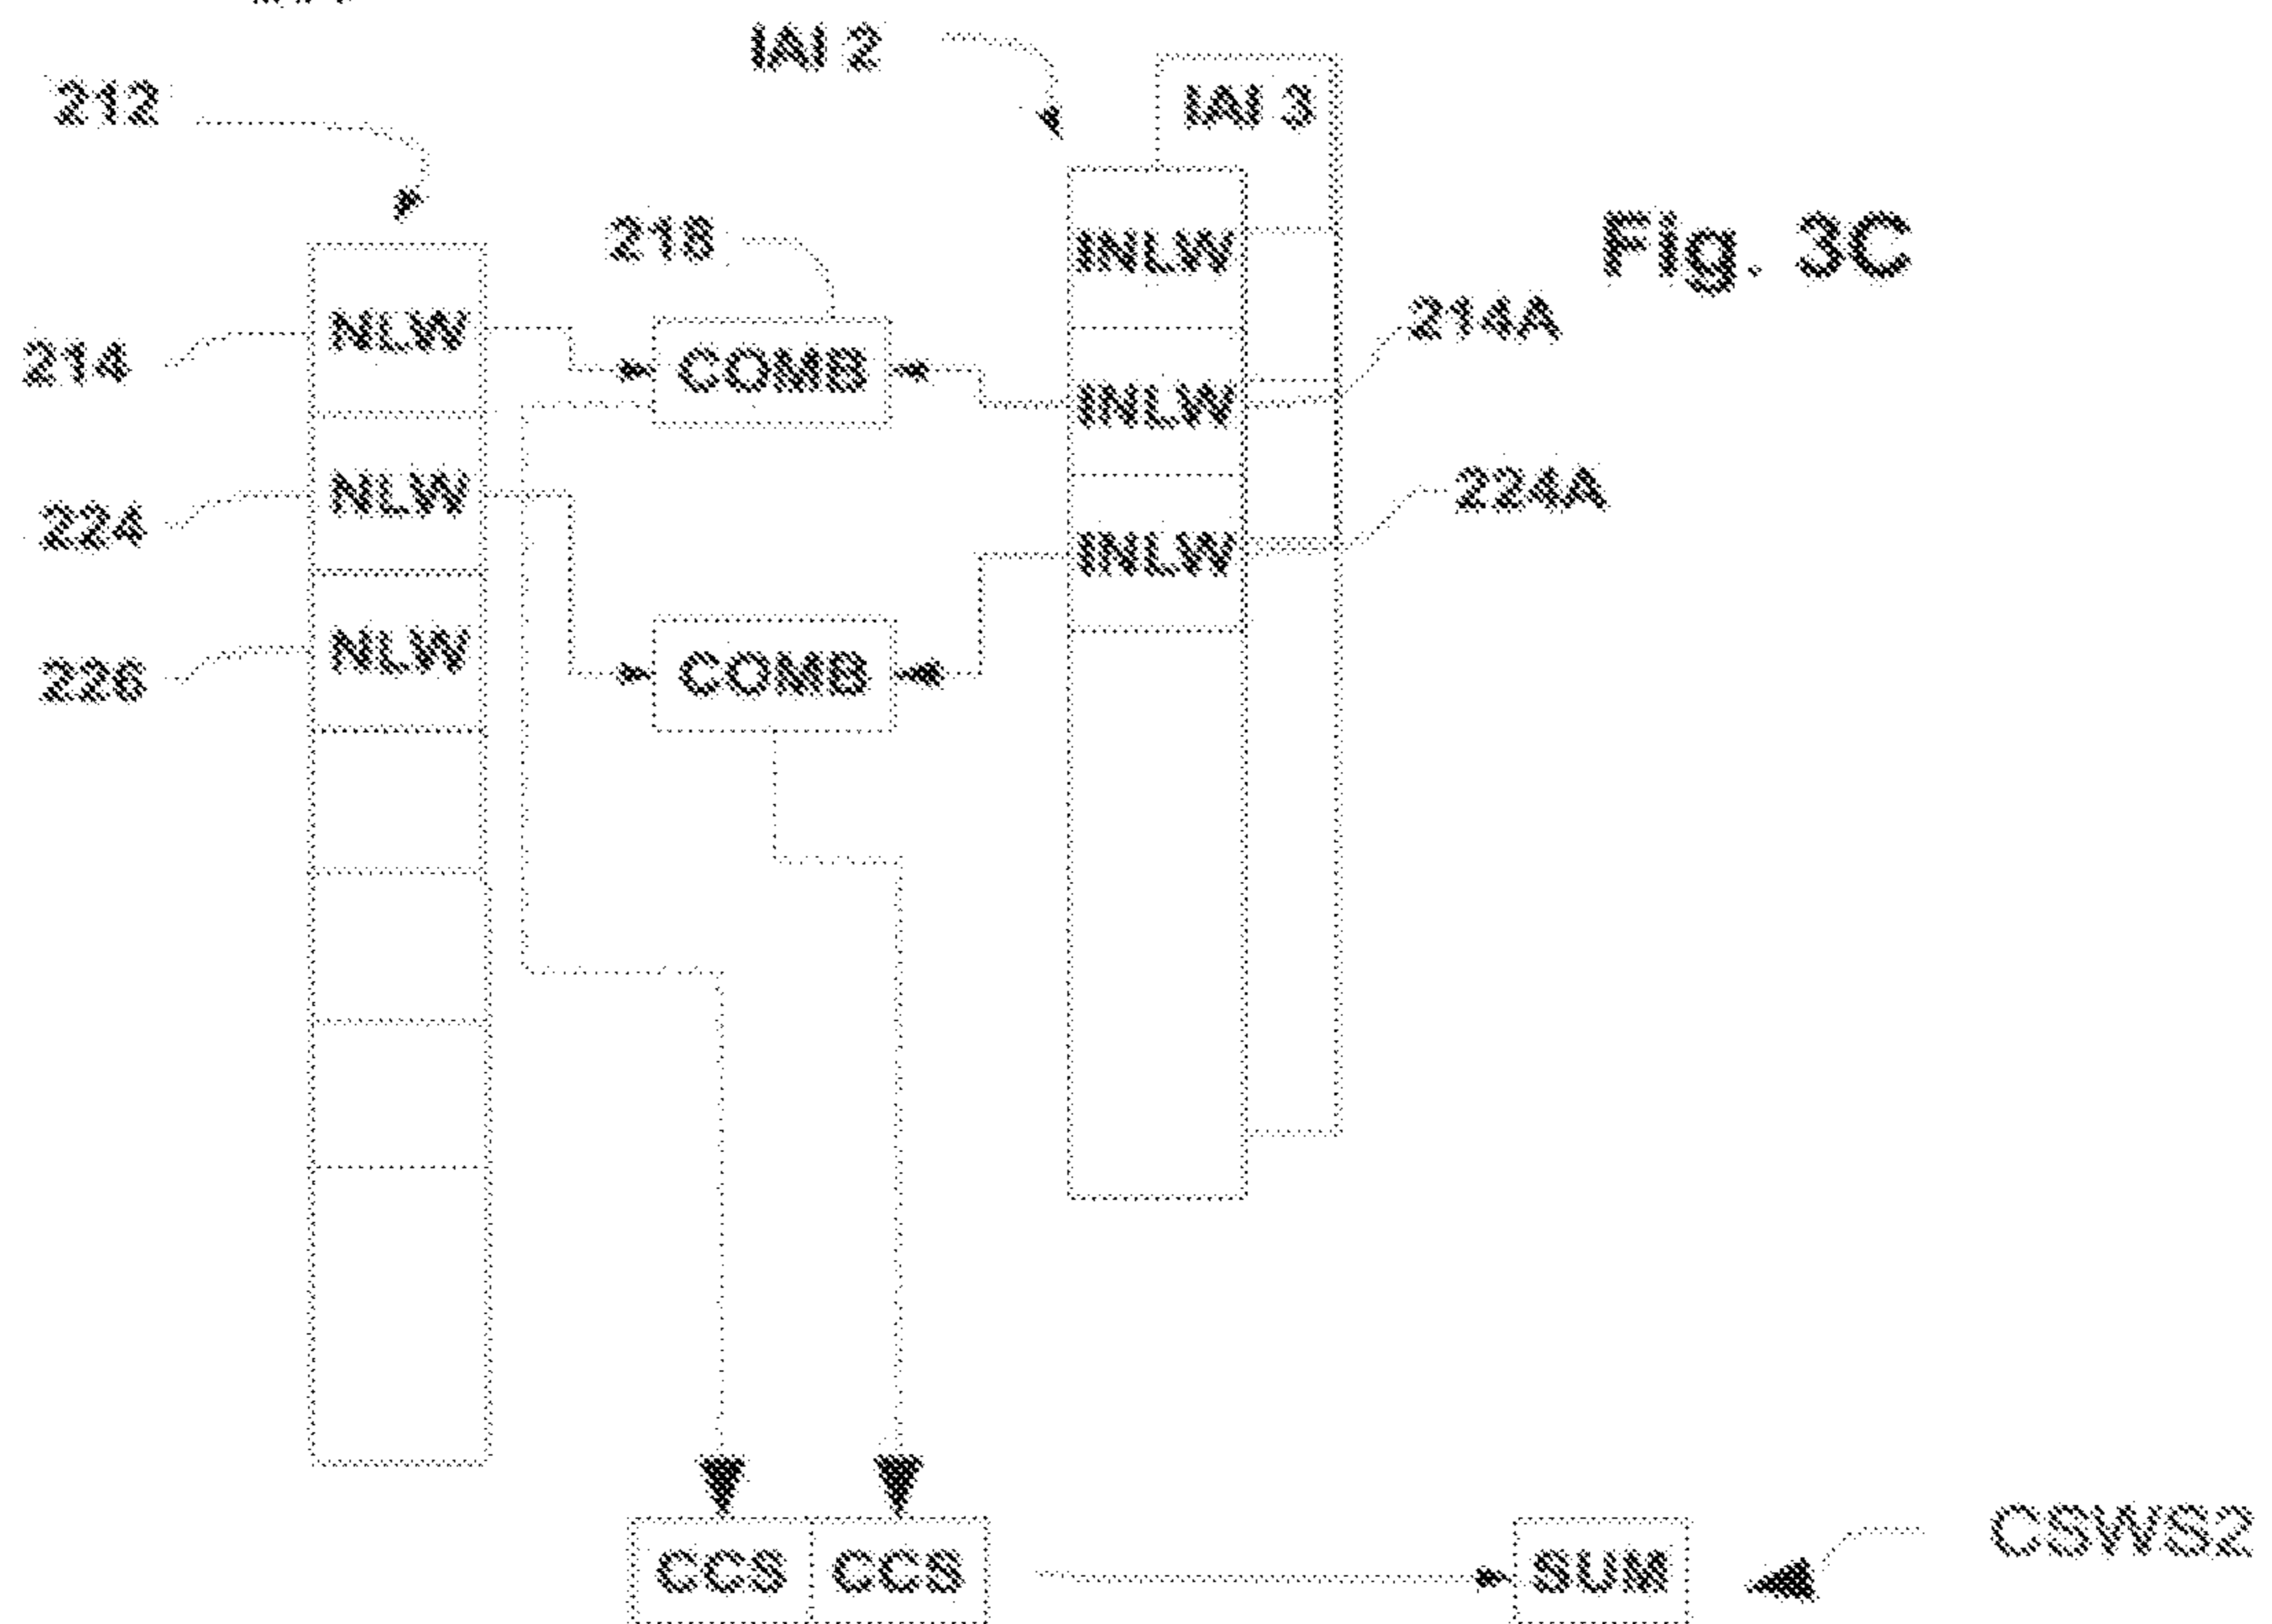 IAI 2
212
IAI 3
218
INLW
Fig. 3C
NLW
214A
214
COMB
INLW
NLW
224A
224
INLW
NLW
COMB
226
CCS CCS
SUM
CSWS2